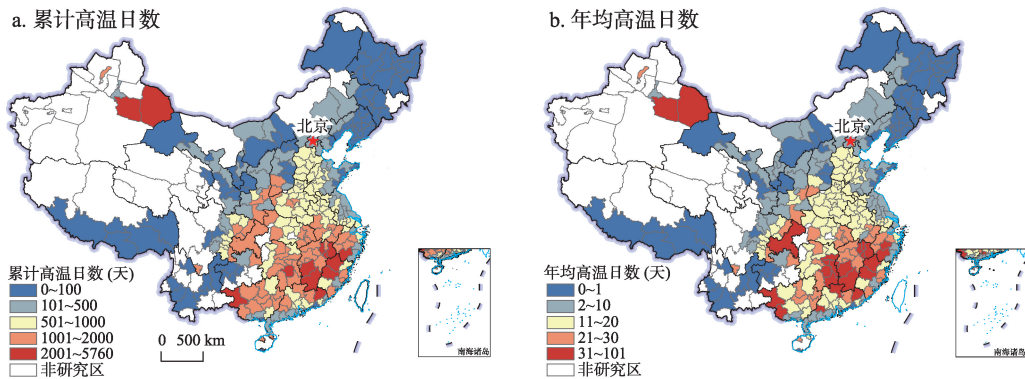 a. 累计高温日数
北京
累计高温日数 (天)
0~100
101~500
501~1000
1001~2000
2001~5760
非研究区
0 500 km
南海诸岛
b. 年均高温日数
北京
年均高温日数 (天)
0~1
2~10
11~20
21~30
31~101
非研究区
南海诸岛